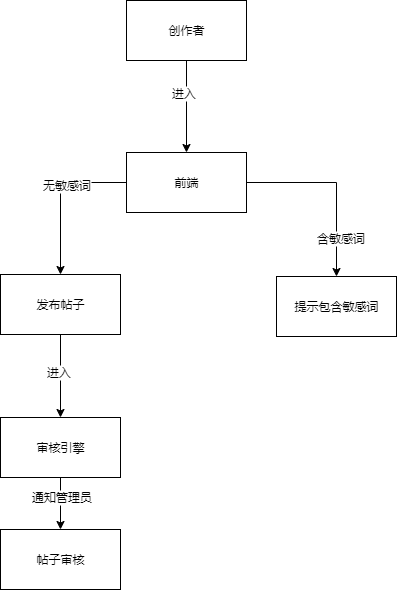 创作者
进入
前端
无敏感词
含敏感词
发布帖子
提示包含敏感词
进入
审核引擎
通知管理员
帖子审核